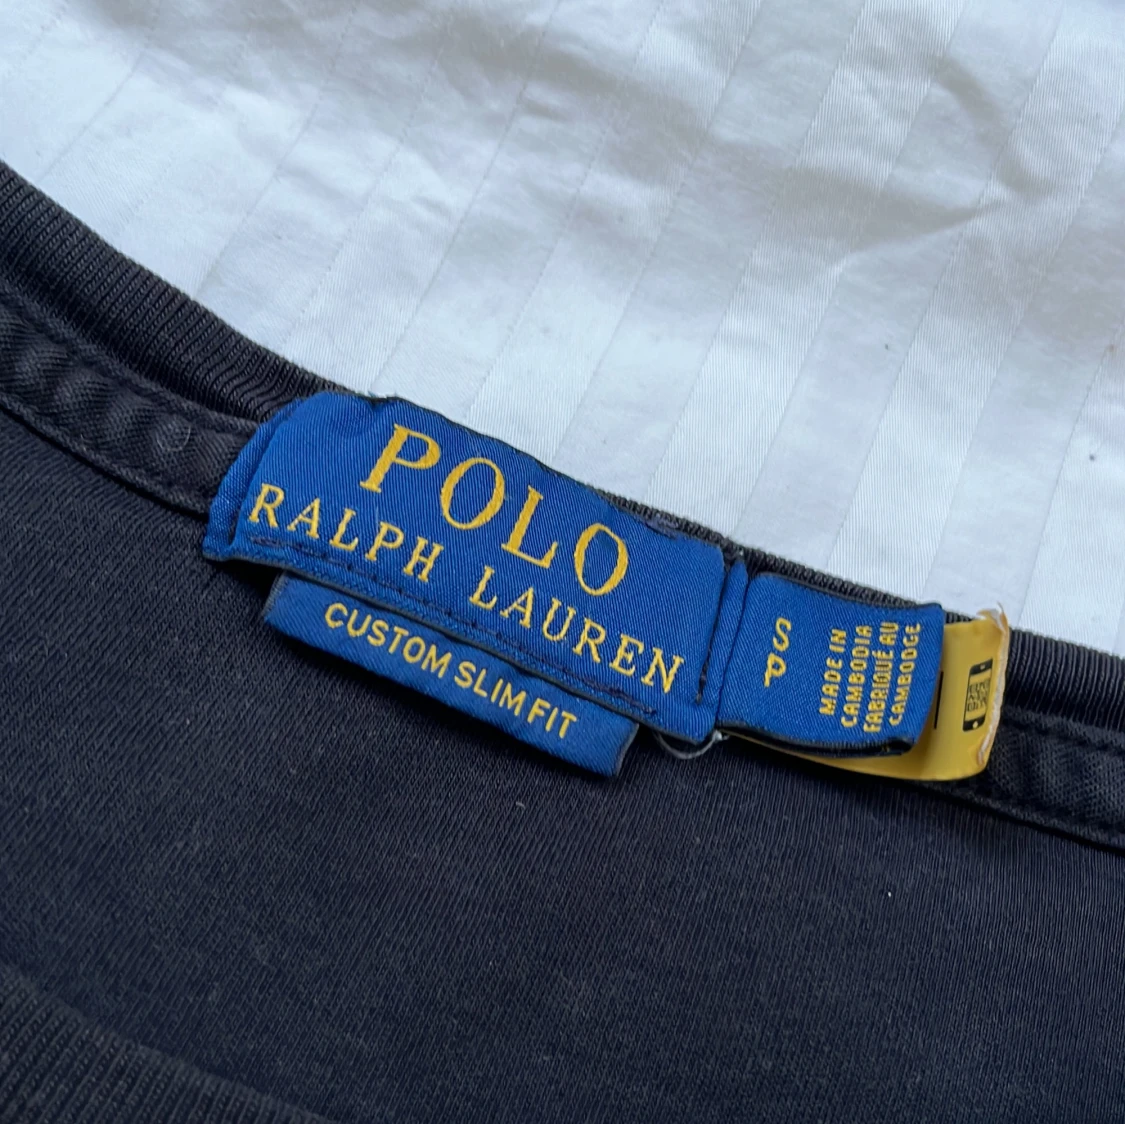 POLO
RALPH LAUREN
CUSTOM SLIM FIT
S
P
MADE IN
CAMBODIA
FABRIQUÉ AU
CAMBODGE